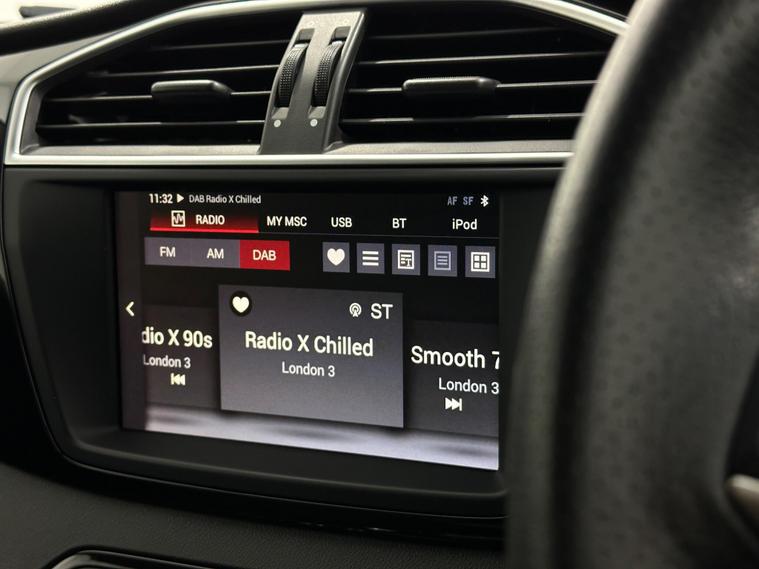 11:32 DAB Radio X Chilled AF SF
RADIO MY MSC USB BT iPod
FM AM DAB
ST
dio X 90s Radio X Chilled Smooth 7
London 3 London 3 London 3